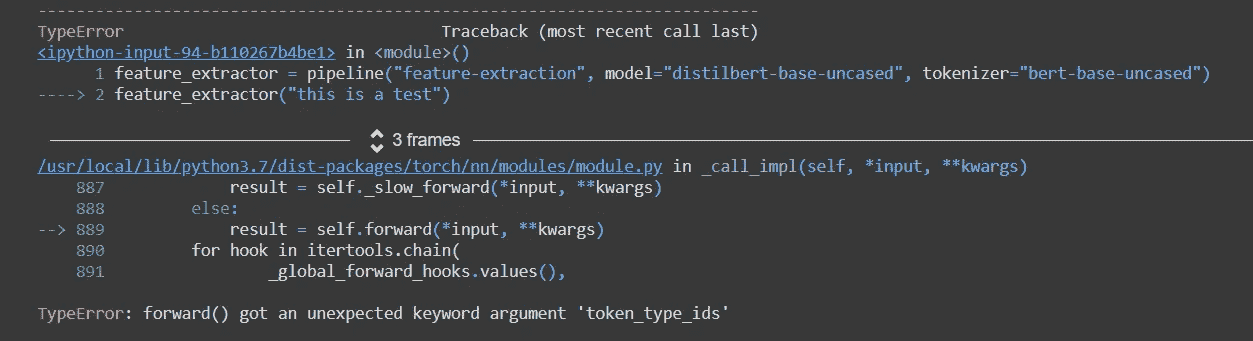 ---------------------------------------------------------------------------
TypeError                                 Traceback (most recent call last)
<ipython-input-94-b110267b4be1> in <module>()
      1 feature_extractor = pipeline("feature-extraction", model="distilbert-base-uncased", tokenizer="bert-base-uncased")
----> 2 feature_extractor("this is a test")
3 frames
/usr/local/lib/python3.7/dist-packages/torch/nn/modules/module.py in _call_impl(self, *input, **kwargs)
    887             result = self._slow_forward(*input, **kwargs)
    888         else:
--> 889             result = self.forward(*input, **kwargs)
    890         for hook in itertools.chain(
    891                 _global_forward_hooks.values(),
TypeError: forward() got an unexpected keyword argument 'token_type_ids'